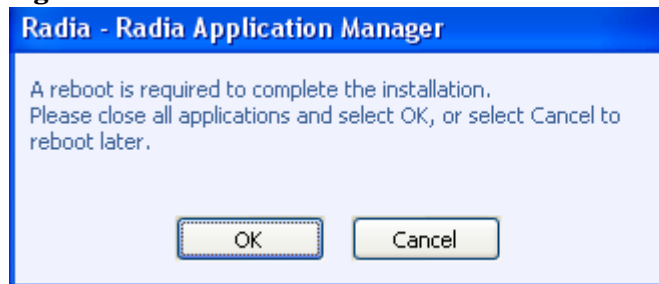 Radia - Radia Application Manager
A reboot is required to complete the installation.
Please close all applications and select OK, or select Cancel to
reboot later.
OK
Cancel